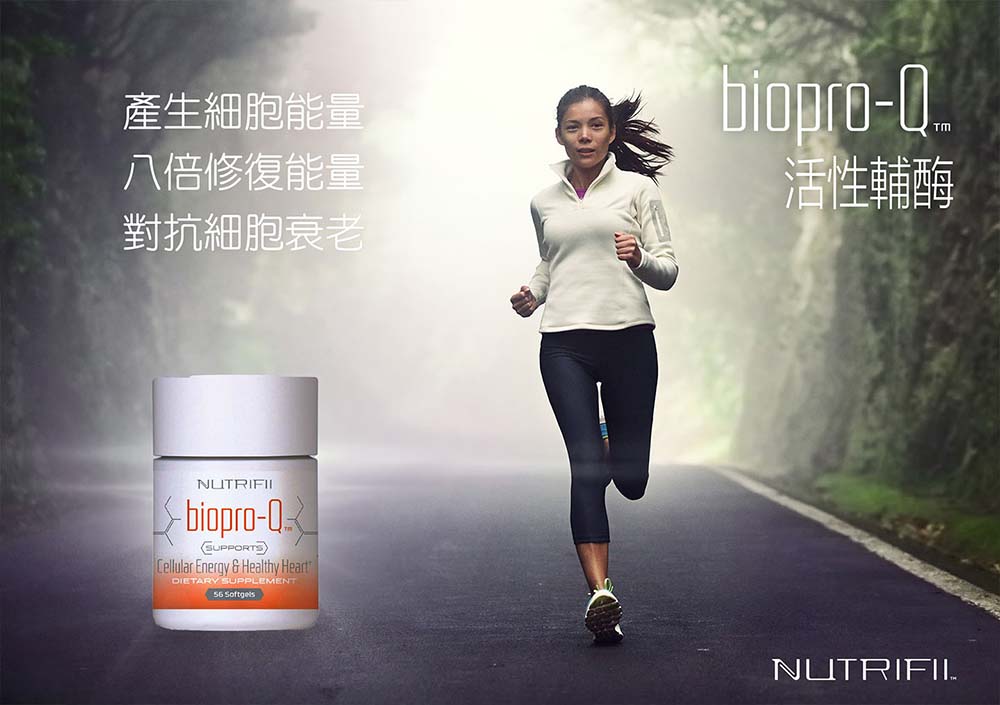 產生細胞能量
八倍修復能量
對抗細胞衰老
biopro-Q™
活性輔酶
NUTRIFII
biopro-Q™
SUPPORTS
Cellular Energy & Healthy Heart*
DIETARY SUPPLEMENT
56 Softgels
NUTRIFII™